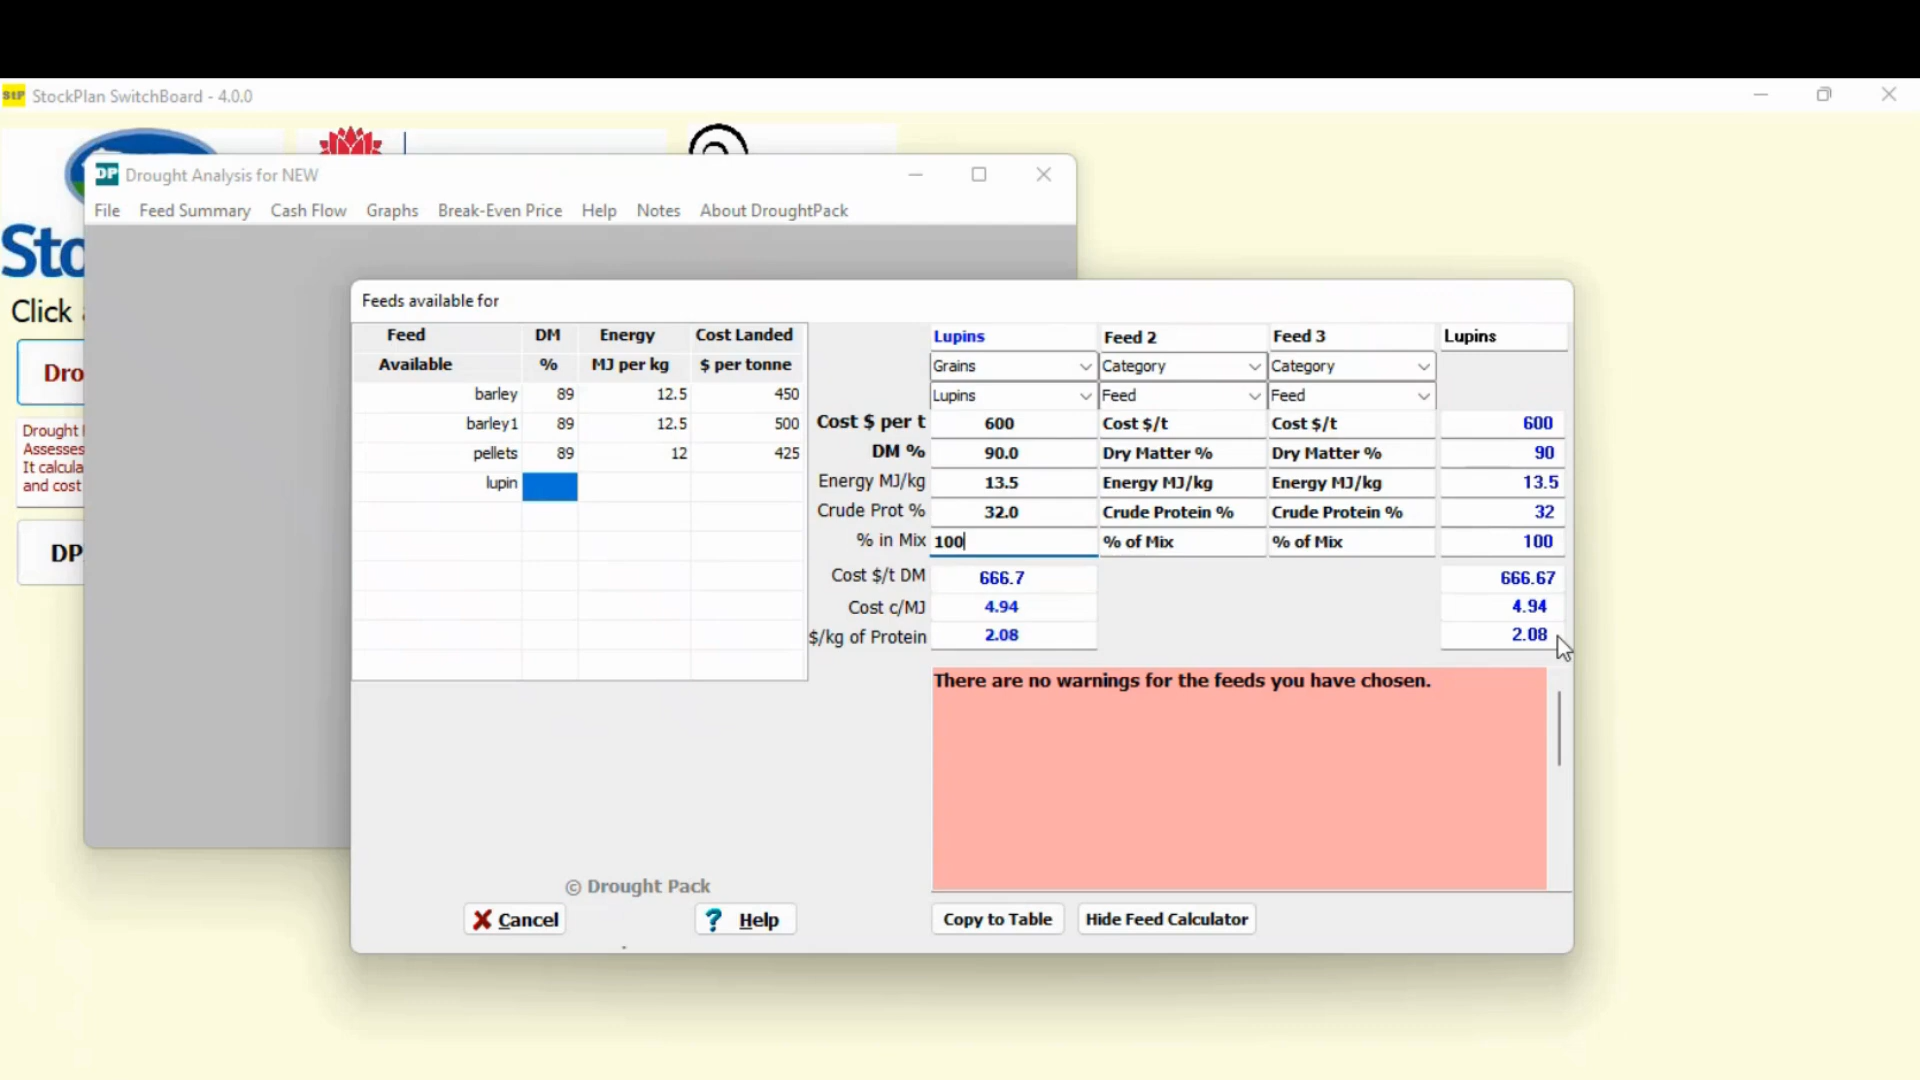 StP StockPlan SwitchBoard - 4.0.0
DP Drought Analysis for NEW
File Feed Summary Cash Flow Graphs Break-Even Price Help Notes About DroughtPack
Sto
Click
Dro
Drought
Assesses
It calcula
and cost
DP
Feeds available for
Feed DM Energy Cost Landed
Available % MJ per kg $ per tonne
barley 89 12.5 450
barley1 89 12.5 500
pellets 89 12 425
lupin
Lupins Feed 2 Feed 3 Lupins
Grains Category Category
Lupins Feed Feed
Cost $ per t 600 Cost $/t Cost $/t 600
DM % 90.0 Dry Matter % Dry Matter % 90
Energy MJ/kg 13.5 Energy MJ/kg Energy MJ/kg 13.5
Crude Prot % 32.0 Crude Protein % Crude Protein % 32
% in Mix 100 % of Mix % of Mix 100
Cost $/t DM 666.7 666.67
Cost c/MJ 4.94 4.94
$/kg of Protein 2.08 2.08
There are no warnings for the feeds you have chosen.
© Drought Pack
Cancel ? Help Copy to Table Hide Feed Calculator